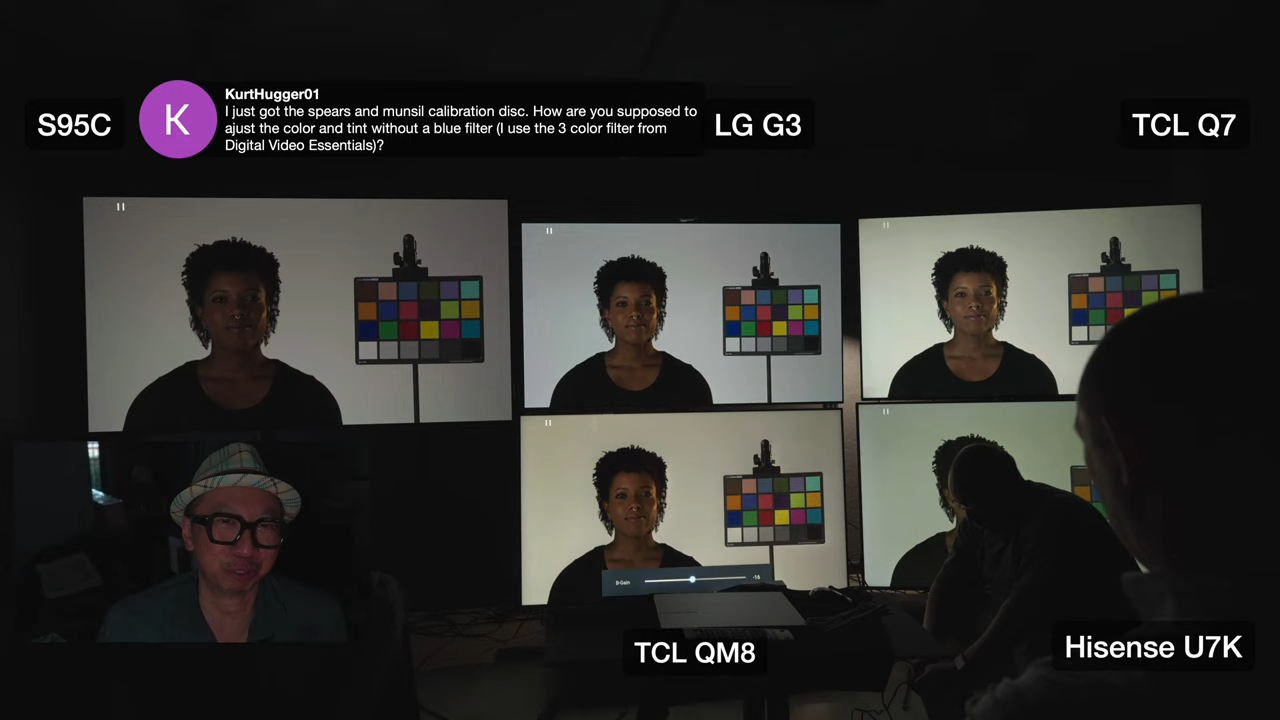 KurtHugger01
S95C
K
I just got the spears and munsil calibration disc. How are you supposed to
ajust the color and tint without a blue filter (I use the 3 color filter from
Digital Video Essentials)?
LG G3
TCL Q7
B-Gain
-16
TCL QM8
Hisense U7K